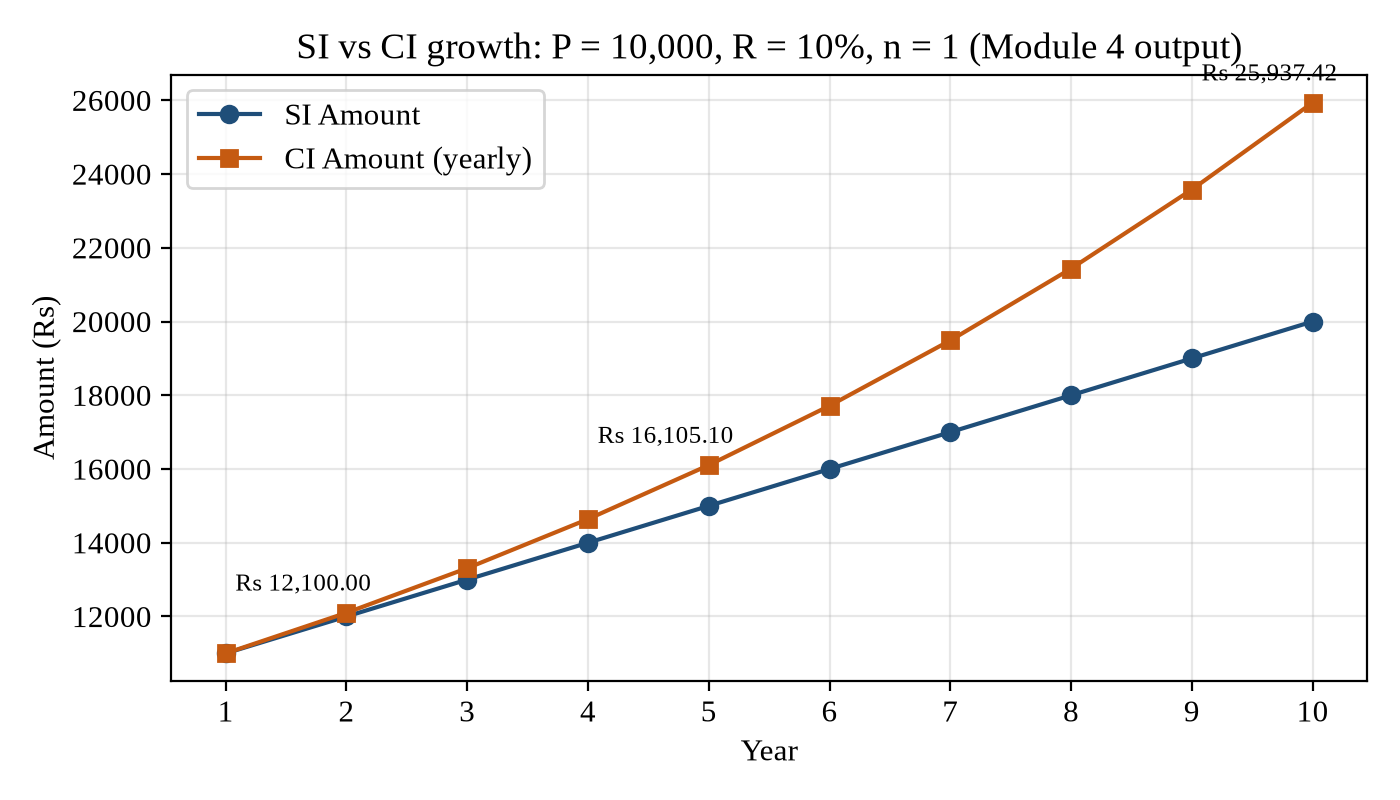 SI vs CI growth: P = 10,000, R = 10%, n = 1 (Module 4 output)
Rs 25,937.42
SI Amount
CI Amount (yearly)
26000
24000
22000
20000
18000
16000
14000
12000
Amount (Rs)
Rs 16,105.10
Rs 12,100.00
1 2 3 4 5 6 7 8 9 10
Year